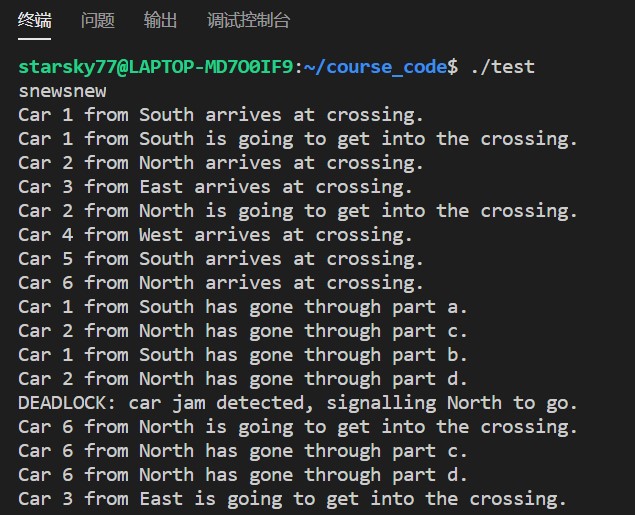 终端 问题 输出 调试控制台
starsky77@LAPTOP-MD7O0IF9:~/course_code$ ./test
snewsnew
Car 1 from South arrives at crossing.
Car 1 from South is going to get into the crossing.
Car 2 from North arrives at crossing.
Car 3 from East arrives at crossing.
Car 2 from North is going to get into the crossing.
Car 4 from West arrives at crossing.
Car 5 from South arrives at crossing.
Car 6 from North arrives at crossing.
Car 1 from South has gone through part a.
Car 2 from North has gone through part c.
Car 1 from South has gone through part b.
Car 2 from North has gone through part d.
DEADLOCK: car jam detected, signalling North to go.
Car 6 from North is going to get into the crossing.
Car 6 from North has gone through part c.
Car 6 from North has gone through part d.
Car 3 from East is going to get into the crossing.